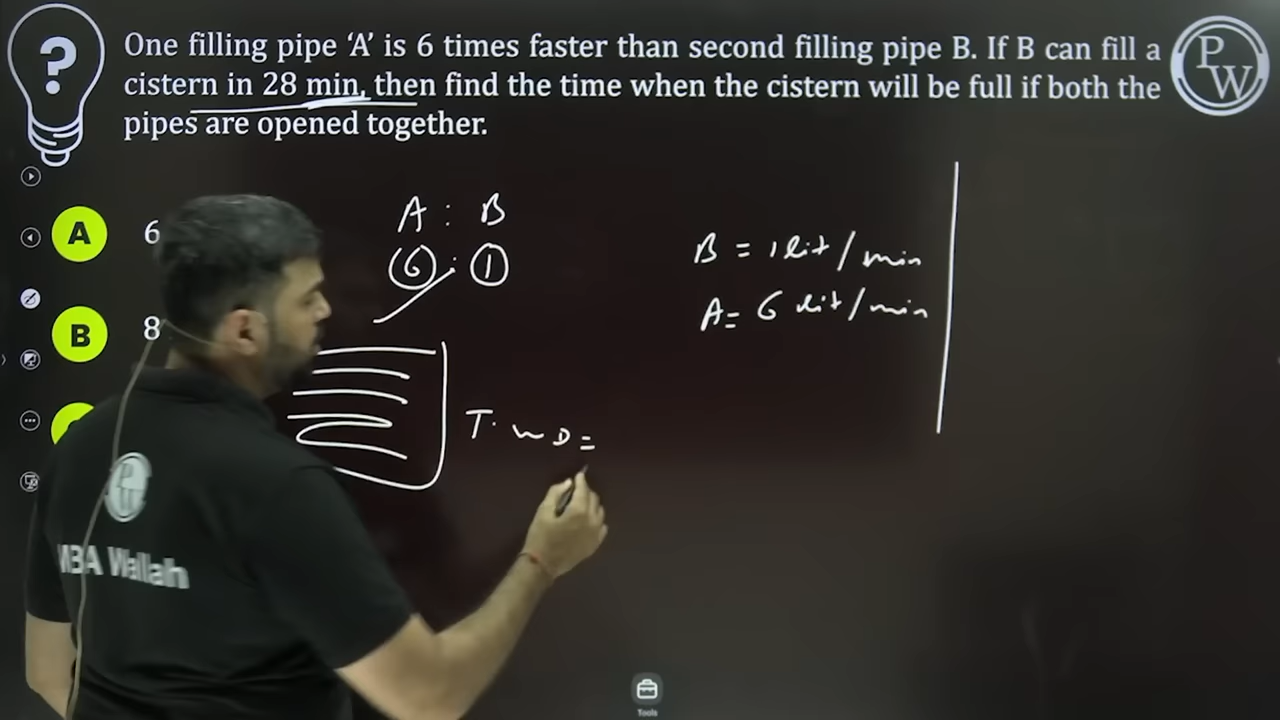 One filling pipe ‘A’ is 6 times faster than second filling pipe B. If B can fill a
cistern in 28 min, then find the time when the cistern will be full if both the
pipes are opened together.
PW
A 6
B 8
A : B
6 : 1
B = 1 lit/min
A = 6 lit/min
T. W D =
PW
MBA Wallah
Tools